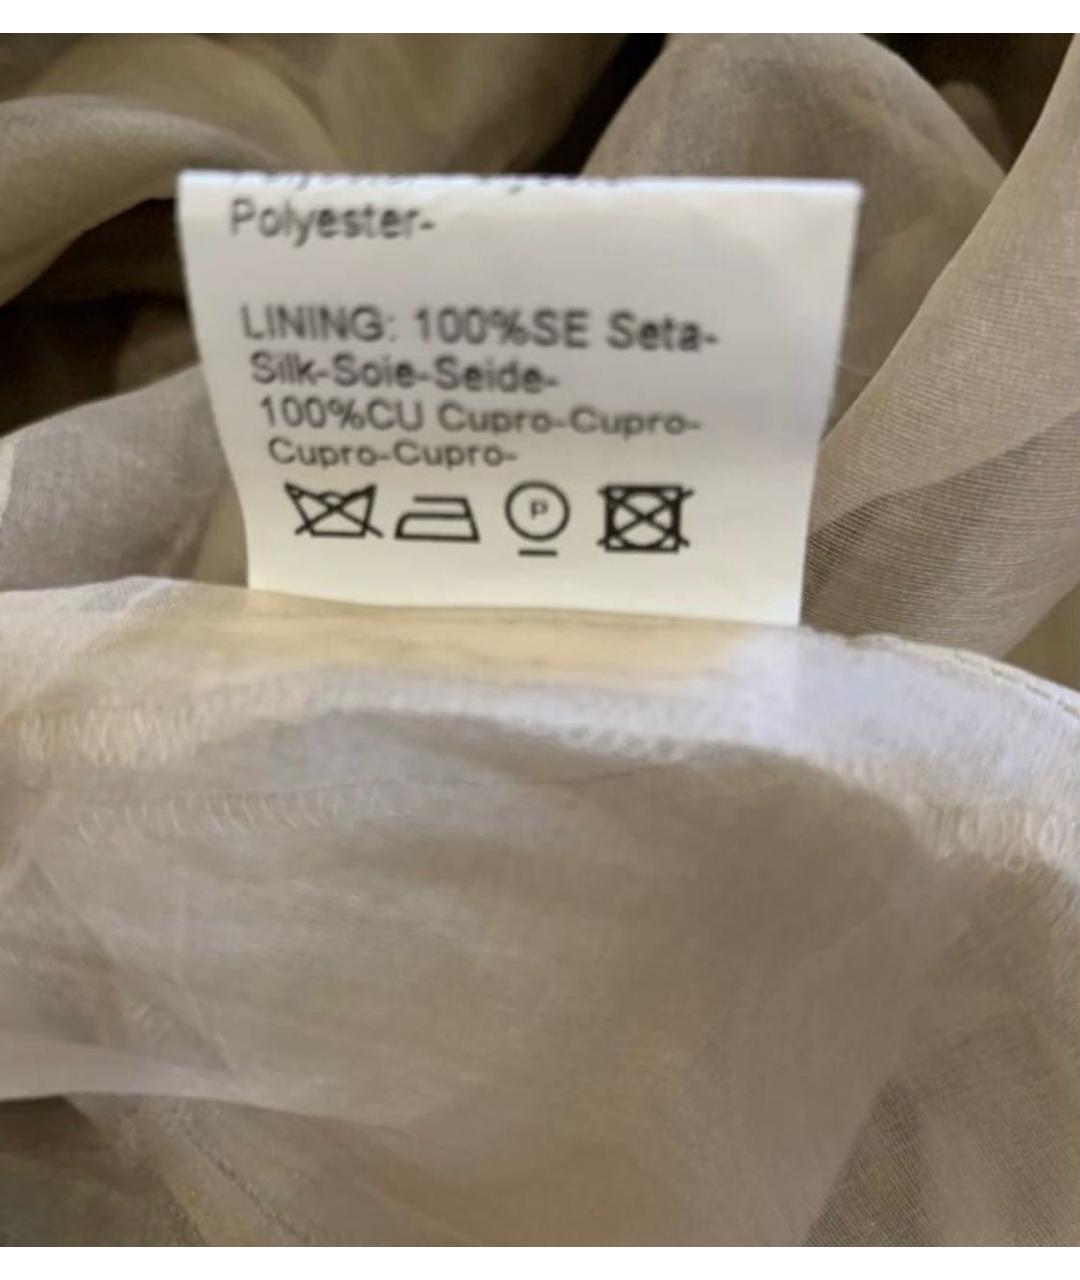 Polyester-
LINING: 100%SE Seta-
Silk-Soie-Seide-
100%CU Cupro-Cupro-
Cupro-Cupro-
P